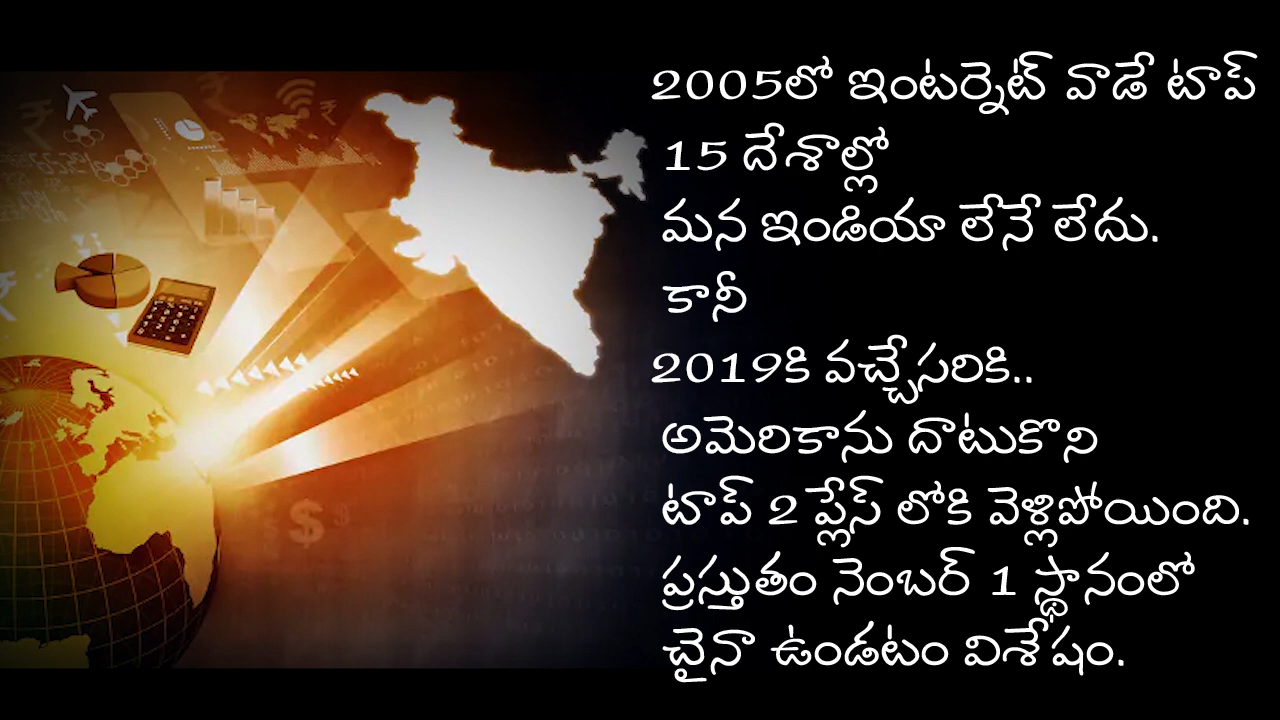 2005లో ఇంటర్నెట్ వాడే టాప్
15 దేశాల్లో
మన ఇండియా లేనే లేదు.
కానీ
2019కి వచ్చేసరికి..
అమెరికాను దాటుకొని
టాప్ 2 ప్లేస్ లోకి వెళ్లిపోయింది.
ప్రస్తుతం నెంబర్ 1 స్థానంలో
చైనా ఉండటం విశేషం.